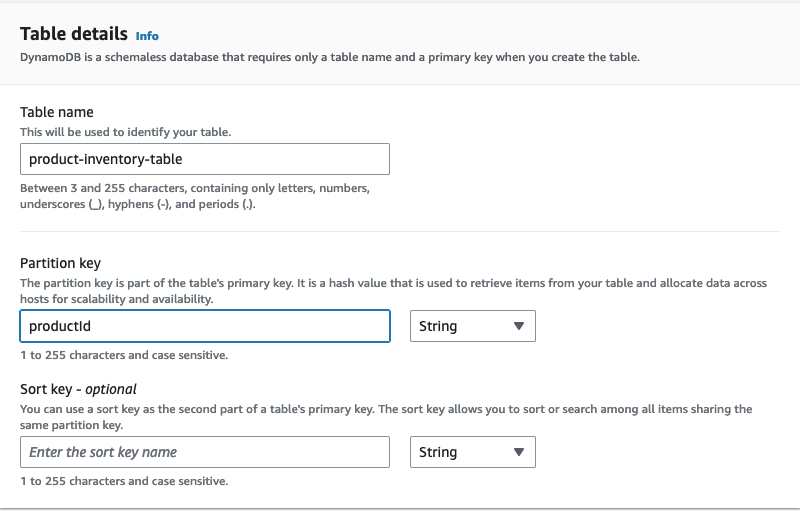 Table details Info
DynamoDB is a schemaless database that requires only a table name and a primary key when you create the table.
Table name
This will be used to identify your table.
product-inventory-table
Between 3 and 255 characters, containing only letters, numbers,
underscores (_), hyphens (-), and periods (.).
Partition key
The partition key is part of the table's primary key. It is a hash value that is used to retrieve items from your table and allocate data across
hosts for scalability and availability.
productId String
1 to 255 characters and case sensitive.
Sort key - optional
You can use a sort key as the second part of a table's primary key. The sort key allows you to sort or search among all items sharing the
same partition key.
Enter the sort key name String
1 to 255 characters and case sensitive.